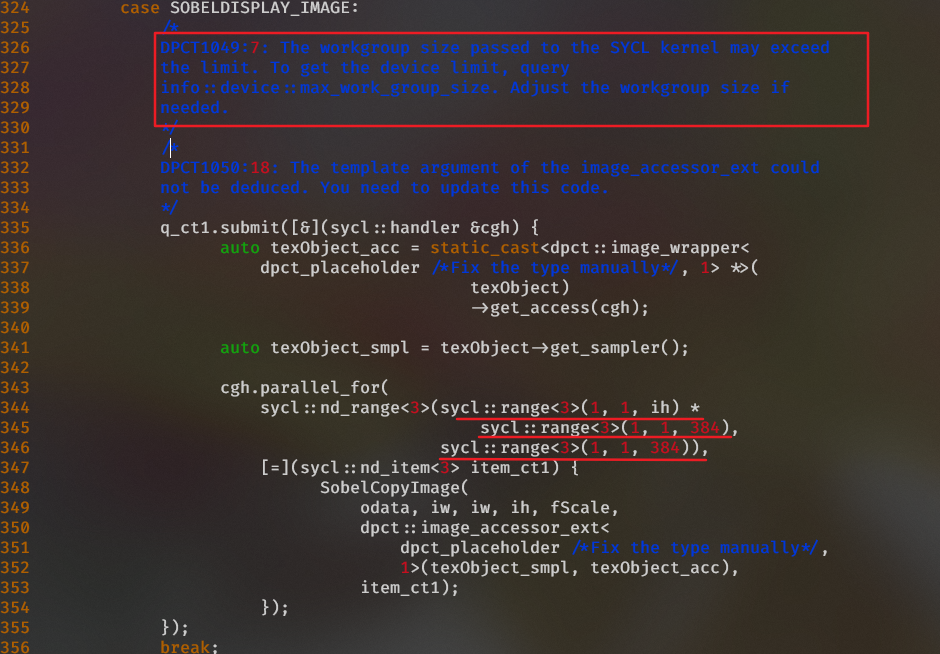 324 case SOBELDISPLAY_IMAGE:
325 /*
326 DPCT1049:7: The workgroup size passed to the SYCL kernel may exceed
327 the limit. To get the device limit, query
328 info::device::max_work_group_size. Adjust the workgroup size if
329 needed.
330 */
331 /*
332 DPCT1050:18: The template argument of the image_accessor_ext could
333 not be deduced. You need to update this code.
334 */
335 q_ct1.submit([&](sycl::handler &cgh) {
336 auto texObject_acc = static_cast<dpct::image_wrapper<
337 dpct_placeholder /*Fix the type manually*/, 1> *>(
338 texObject)
339 ->get_access(cgh);
340
341 auto texObject_smpl = texObject->get_sampler();
342
343 cgh.parallel_for(
344 sycl::nd_range<3>(sycl::range<3>(1, 1, ih) *
345 sycl::range<3>(1, 1, 384),
346 sycl::range<3>(1, 1, 384)),
347 [=](sycl::nd_item<3> item_ct1) {
348 SobelCopyImage(
349 odata, iw, iw, ih, fScale,
350 dpct::image_accessor_ext<
351 dpct_placeholder /*Fix the type manually*/,
352 1>(texObject_smpl, texObject_acc),
353 item_ct1);
354 });
355 });
356 break;